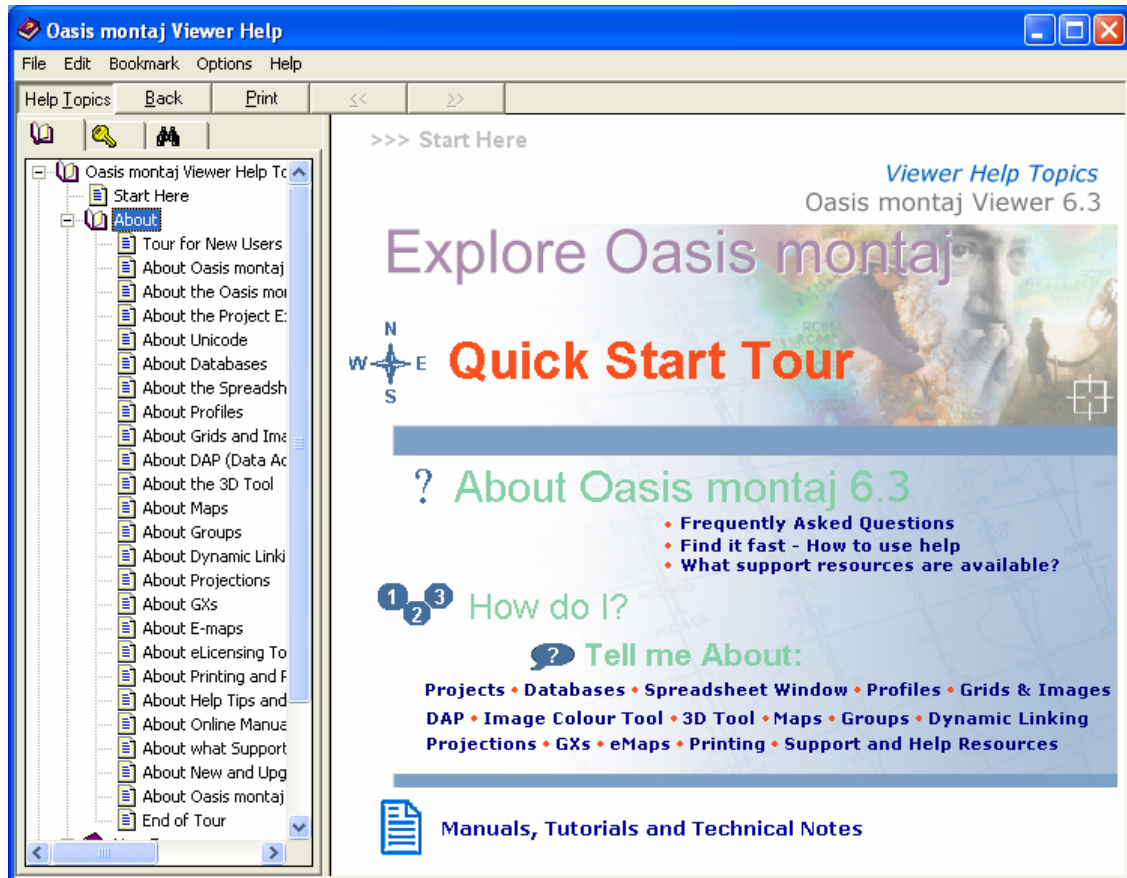 Oasis montaj Viewer Help
File Edit Bookmark Options Help
Help Topics Back Print << >>
Oasis montaj Viewer Help To
Start Here
About
Tour for New Users
About Oasis montaj
About the Oasis mon
About the Project E
About Unicode
About Databases
About the Spreadsh
About Profiles
About Grids and Ima
About DAP (Data Ac
About the 3D Tool
About Maps
About Groups
About Dynamic Linki
About Projections
About GXs
About E-maps
About eLicensing To
About Printing and
About Help Tips and
About Online Manua
About what Support
About New and Upg
About Oasis montaj
End of Tour
>>> Start Here
Viewer Help Topics
Oasis montaj Viewer 6.3
Explore Oasis montaj
N
W E
S
Quick Start Tour
? About Oasis montaj 6.3
• Frequently Asked Questions
• Find it fast - How to use help
• What support resources are available?
1 2 3 How do I?
? Tell me About:
Projects • Databases • Spreadsheet Window • Profiles • Grids & Images
DAP • Image Colour Tool • 3D Tool • Maps • Groups • Dynamic Linking
Projections • GXs • eMaps • Printing • Support and Help Resources
Manuals, Tutorials and Technical Notes